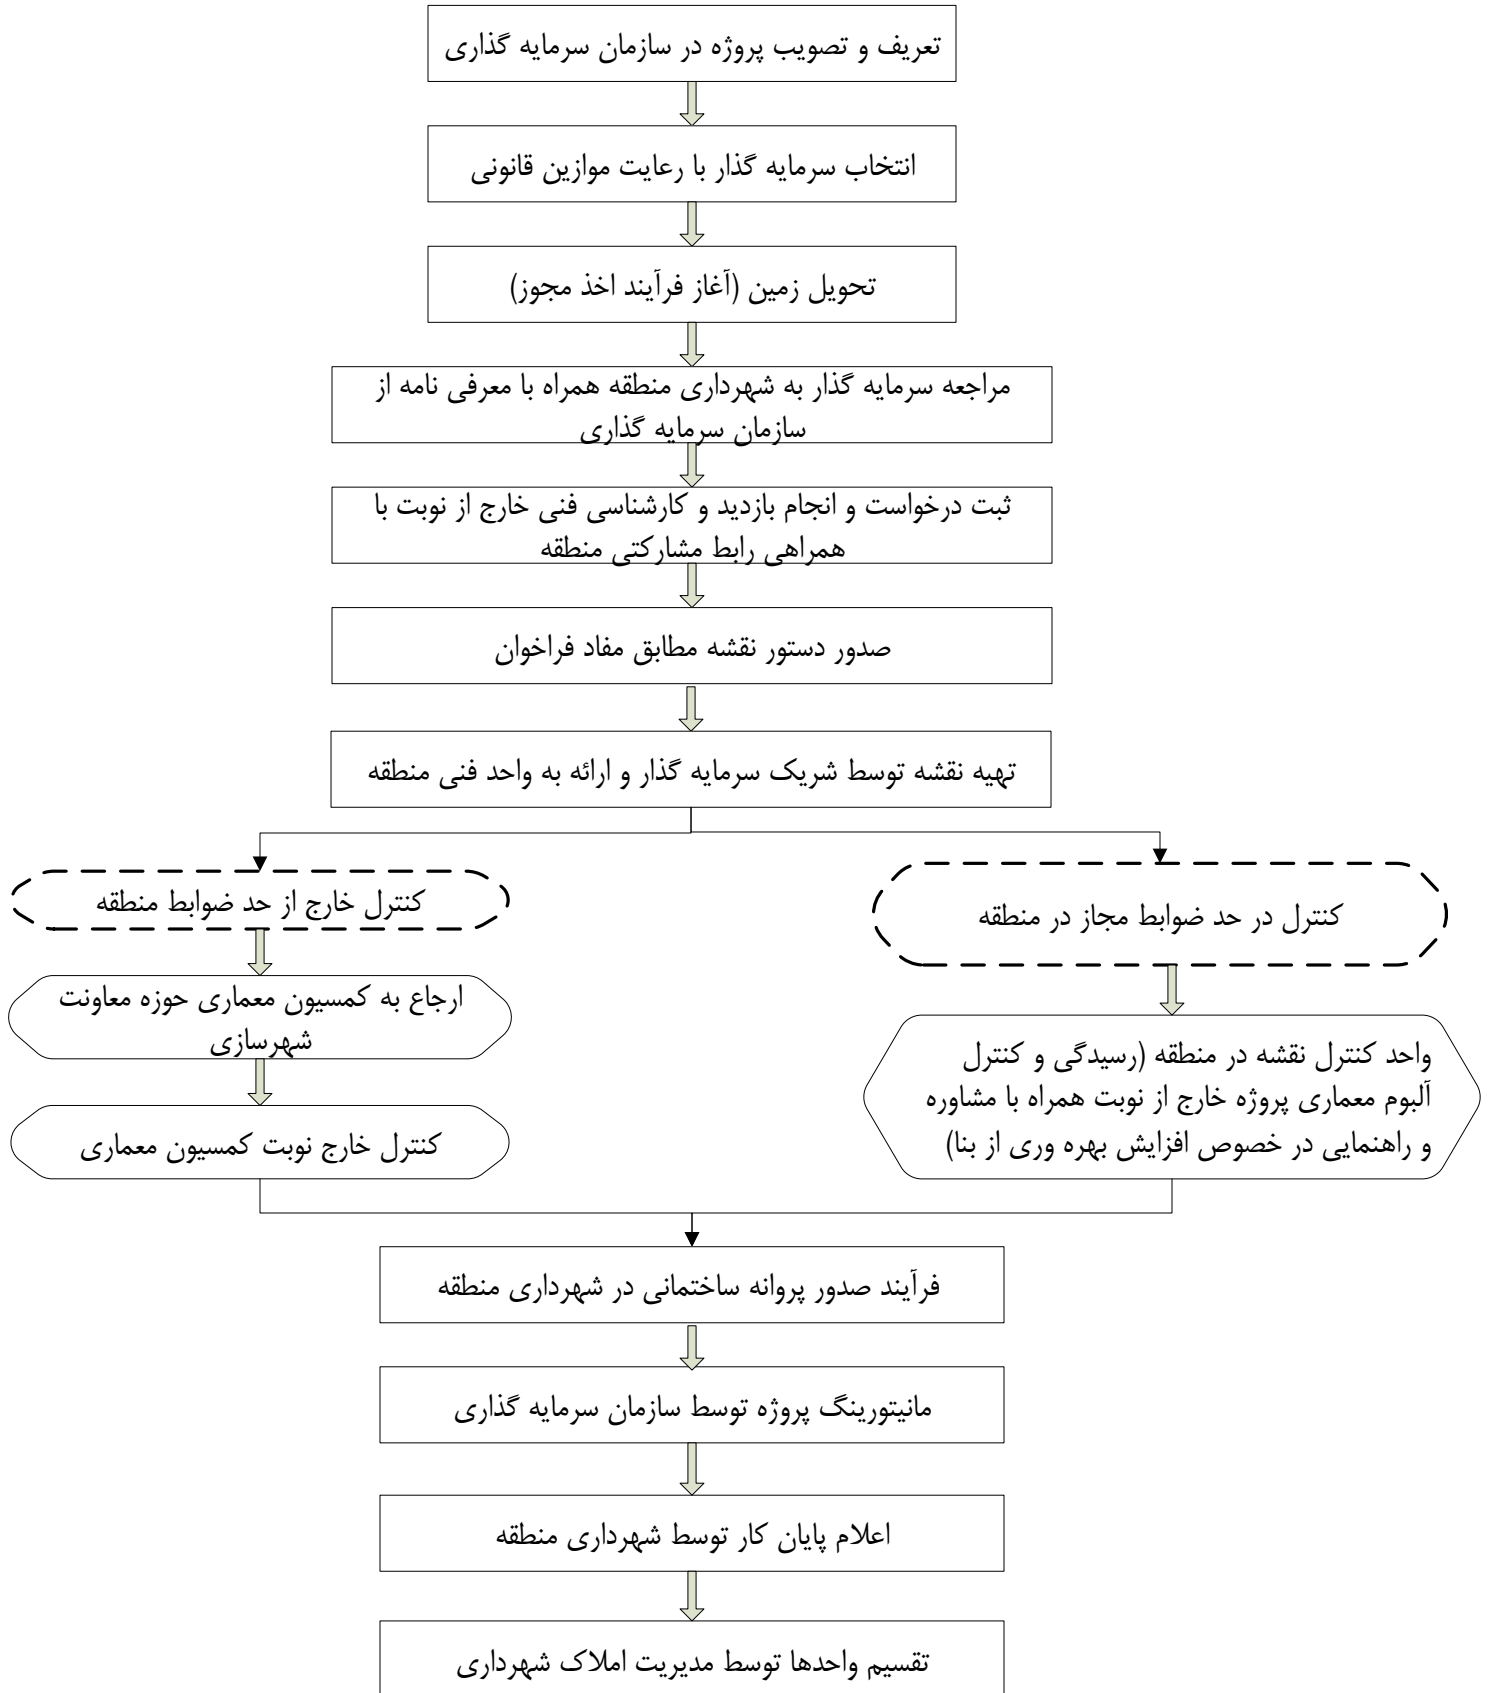 تعریف و تصویب پروژه در سازمان سرمایه گذاری
انتخاب سرمایه گذار با رعایت موازین قانونی
تحویل زمین (آغاز فرآیند اخذ مجوز)
مراجعه سرمایه گذار به شهرداری منطقه همراه با معرفی نامه از
سازمان سرمایه گذاری
ثبت درخواست و انجام بازدید و کارشناسی فنی خارج از نوبت با
همراهی رابط مشارکتی منطقه
صدور دستور نقشه مطابق مفاد فراخوان
تهیه نقشه توسط شریک سرمایه گذار و ارائه به واحد فنی منطقه
کنترل در حد ضوابط مجاز در منطقه
واحد کنترل نقشه در منطقه (رسیدگی و کنترل
آلبوم معماری پروژه خارج از نوبت همراه با مشاوره
و راهنمایی در خصوص افزایش بهره وری از بنا)
کنترل خارج از حد ضوابط منطقه
ارجاع به کمسیون معماری حوزه معاونت
شهرسازی
کنترل خارج نوبت کمسیون معماری
فرآیند صدور پروانه ساختمانی در شهرداری منطقه
مانیتورینگ پروژه توسط سازمان سرمایه گذاری
اعلام پایان کار توسط شهرداری منطقه
تقسیم واحدها توسط مدیریت املاک شهرداری